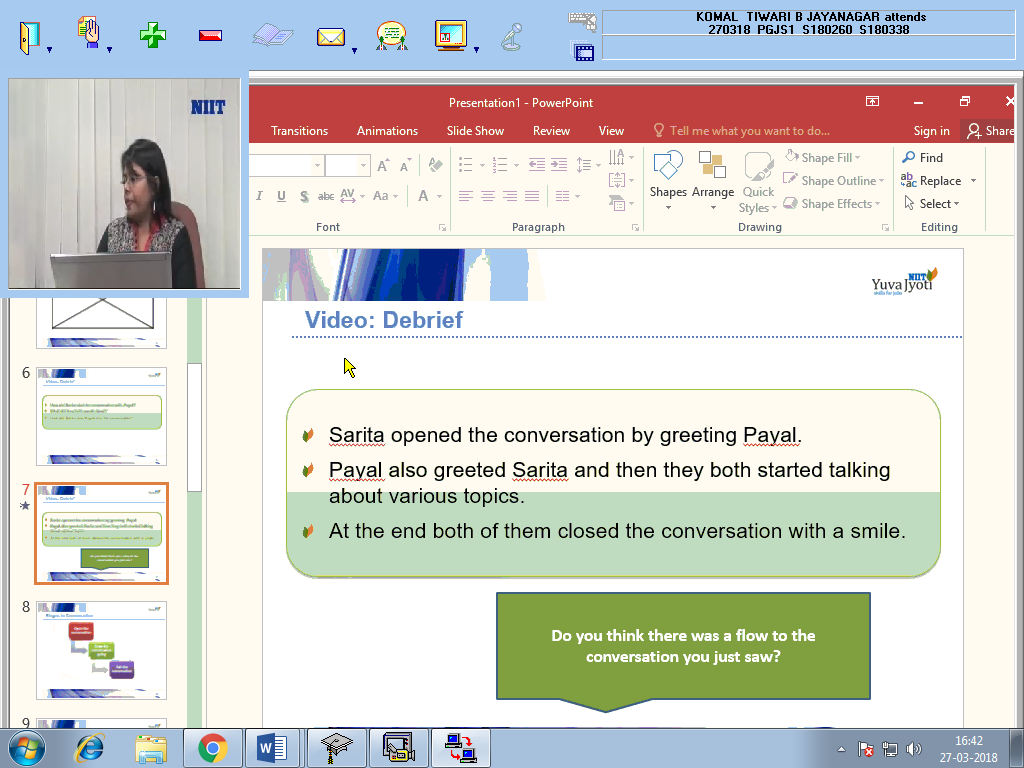 KOMAL TIWARI B JAYANAGAR attends
270318 PGJS1 S180260 S180338
NIIT
Presentation1 - PowerPoint
Transitions Animations Slide Show Review View Tell me what you want to do... Sign in Share
Shapes Arrange Quick Styles
Shape Fill
Shape Outline
Shape Effects
Find
Replace
Select
Font Paragraph Drawing Editing
NIIT
Yuva Jyoti
skills for jobs
Video: Debrief
Sarita opened the conversation by greeting Payal.
Payal also greeted Sarita and then they both started talking
about various topics.
At the end both of them closed the conversation with a smile.
Do you think there was a flow to the
conversation you just saw?
6
7
8
9
16:42
27-03-2018